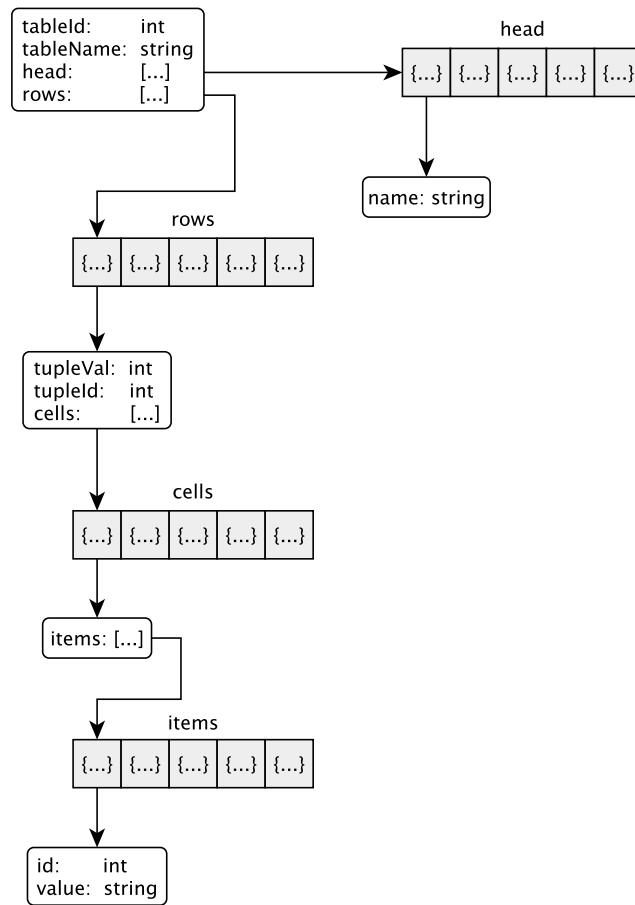 tableId: int
tableName: string
head: [...]
rows: [...]
head
{...} {...} {...} {...} {...}
name: string
rows
{...} {...} {...} {...} {...}
tupleVal: int
tupleId: int
cells: [...]
cells
{...} {...} {...} {...} {...}
items: [...]
items
{...} {...} {...} {...} {...}
id: int
value: string